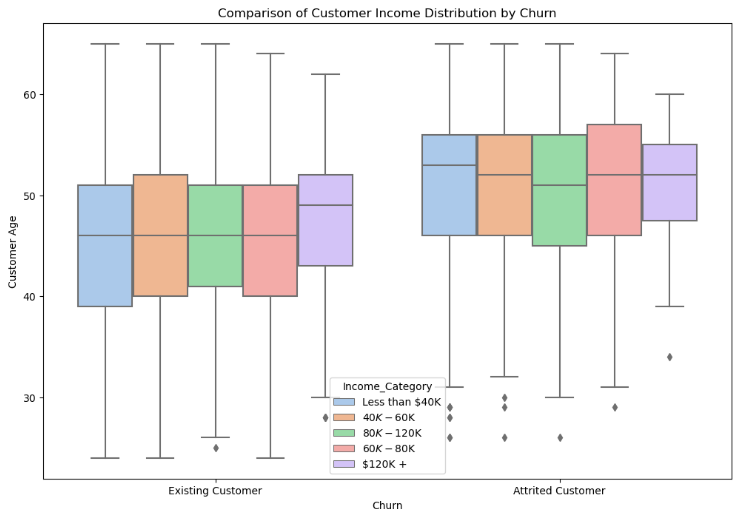 Comparison of Customer Income Distribution by Churn
60
50
40
30
Customer Age
Income_Category
Less than $40K
40K - 60K
80K - 120K
60K - 80K
$120K +
Existing Customer
Attrited Customer
Churn